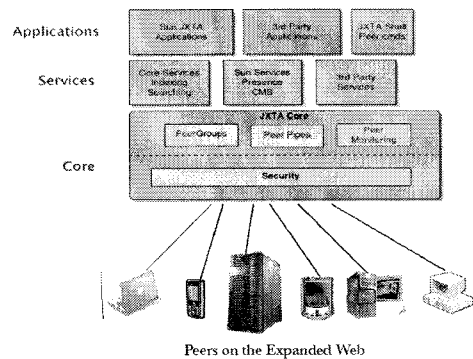 Applications
Sun JXTA
Applications
3rd Party
Applications
JXTA Shell
Peer cmds
Services
Core Services
Indexing
Searching
Sun Services
Presence
CMS
3rd Party
Services
JXTA Core
PeerGroups
Peer Pipes
Peer
Monitoring
Core
Security
Peers on the Expanded Web